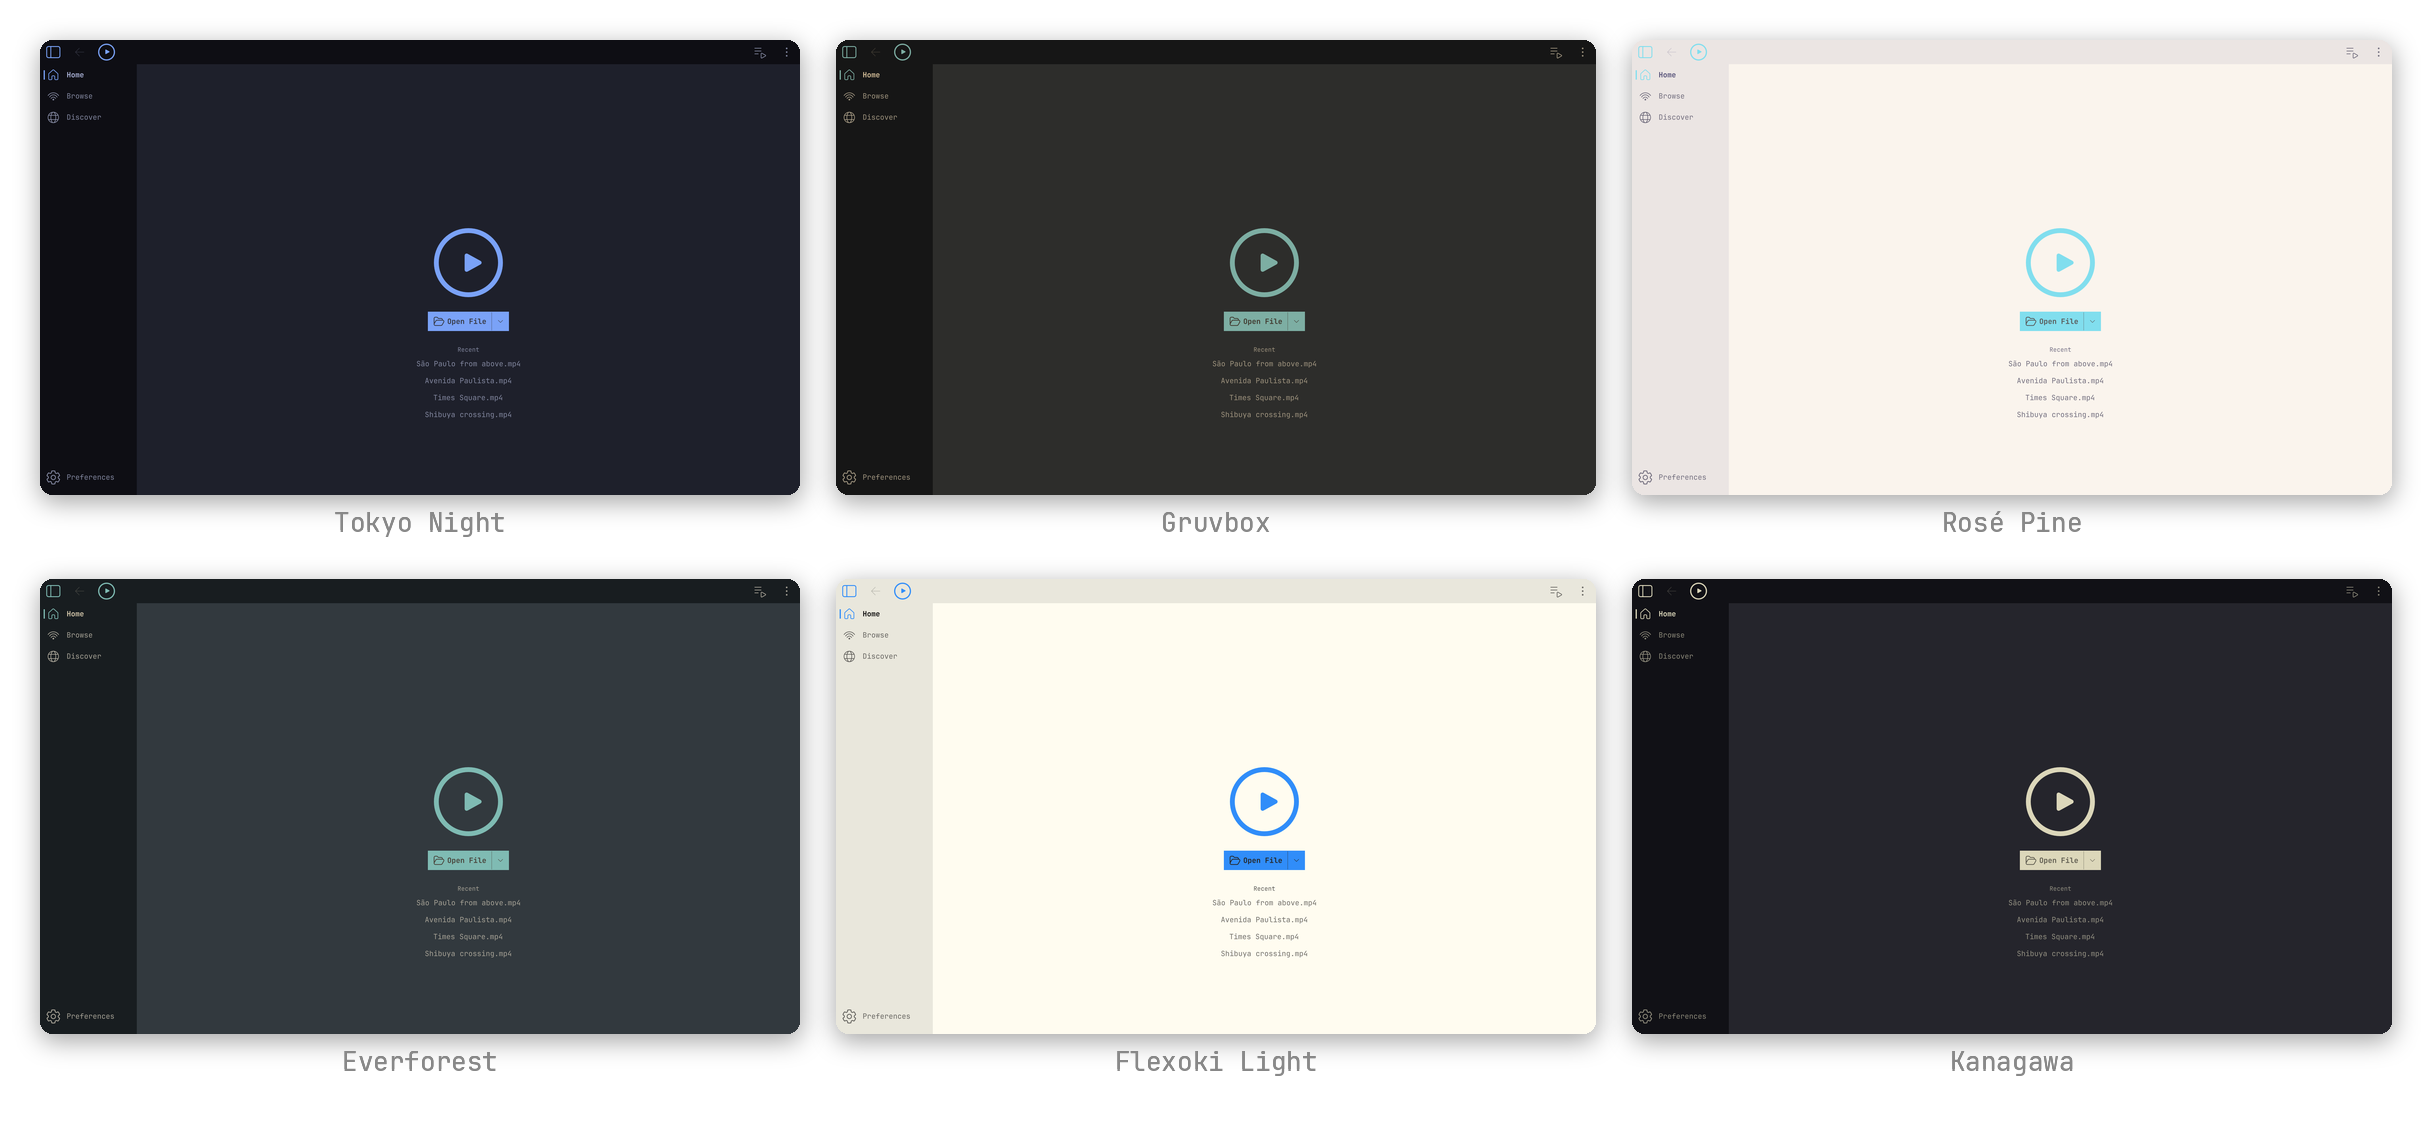 Home
Browse
Discover
Open File
Recent
São Paulo from above.mp4
Avenida Paulista.mp4
Times Square.mp4
Shibuya crossing.mp4
Preferences
Tokyo Night
Home
Browse
Discover
Open File
Recent
São Paulo from above.mp4
Avenida Paulista.mp4
Times Square.mp4
Shibuya crossing.mp4
Preferences
Gruvbox
Home
Browse
Discover
Open File
Recent
São Paulo from above.mp4
Avenida Paulista.mp4
Times Square.mp4
Shibuya crossing.mp4
Preferences
Rosé Pine
Home
Browse
Discover
Open File
Recent
São Paulo from above.mp4
Avenida Paulista.mp4
Times Square.mp4
Shibuya crossing.mp4
Preferences
Everforest
Home
Browse
Discover
Open File
Recent
São Paulo from above.mp4
Avenida Paulista.mp4
Times Square.mp4
Shibuya crossing.mp4
Preferences
Flexoki Light
Home
Browse
Discover
Open File
Recent
São Paulo from above.mp4
Avenida Paulista.mp4
Times Square.mp4
Shibuya crossing.mp4
Preferences
Kanagawa